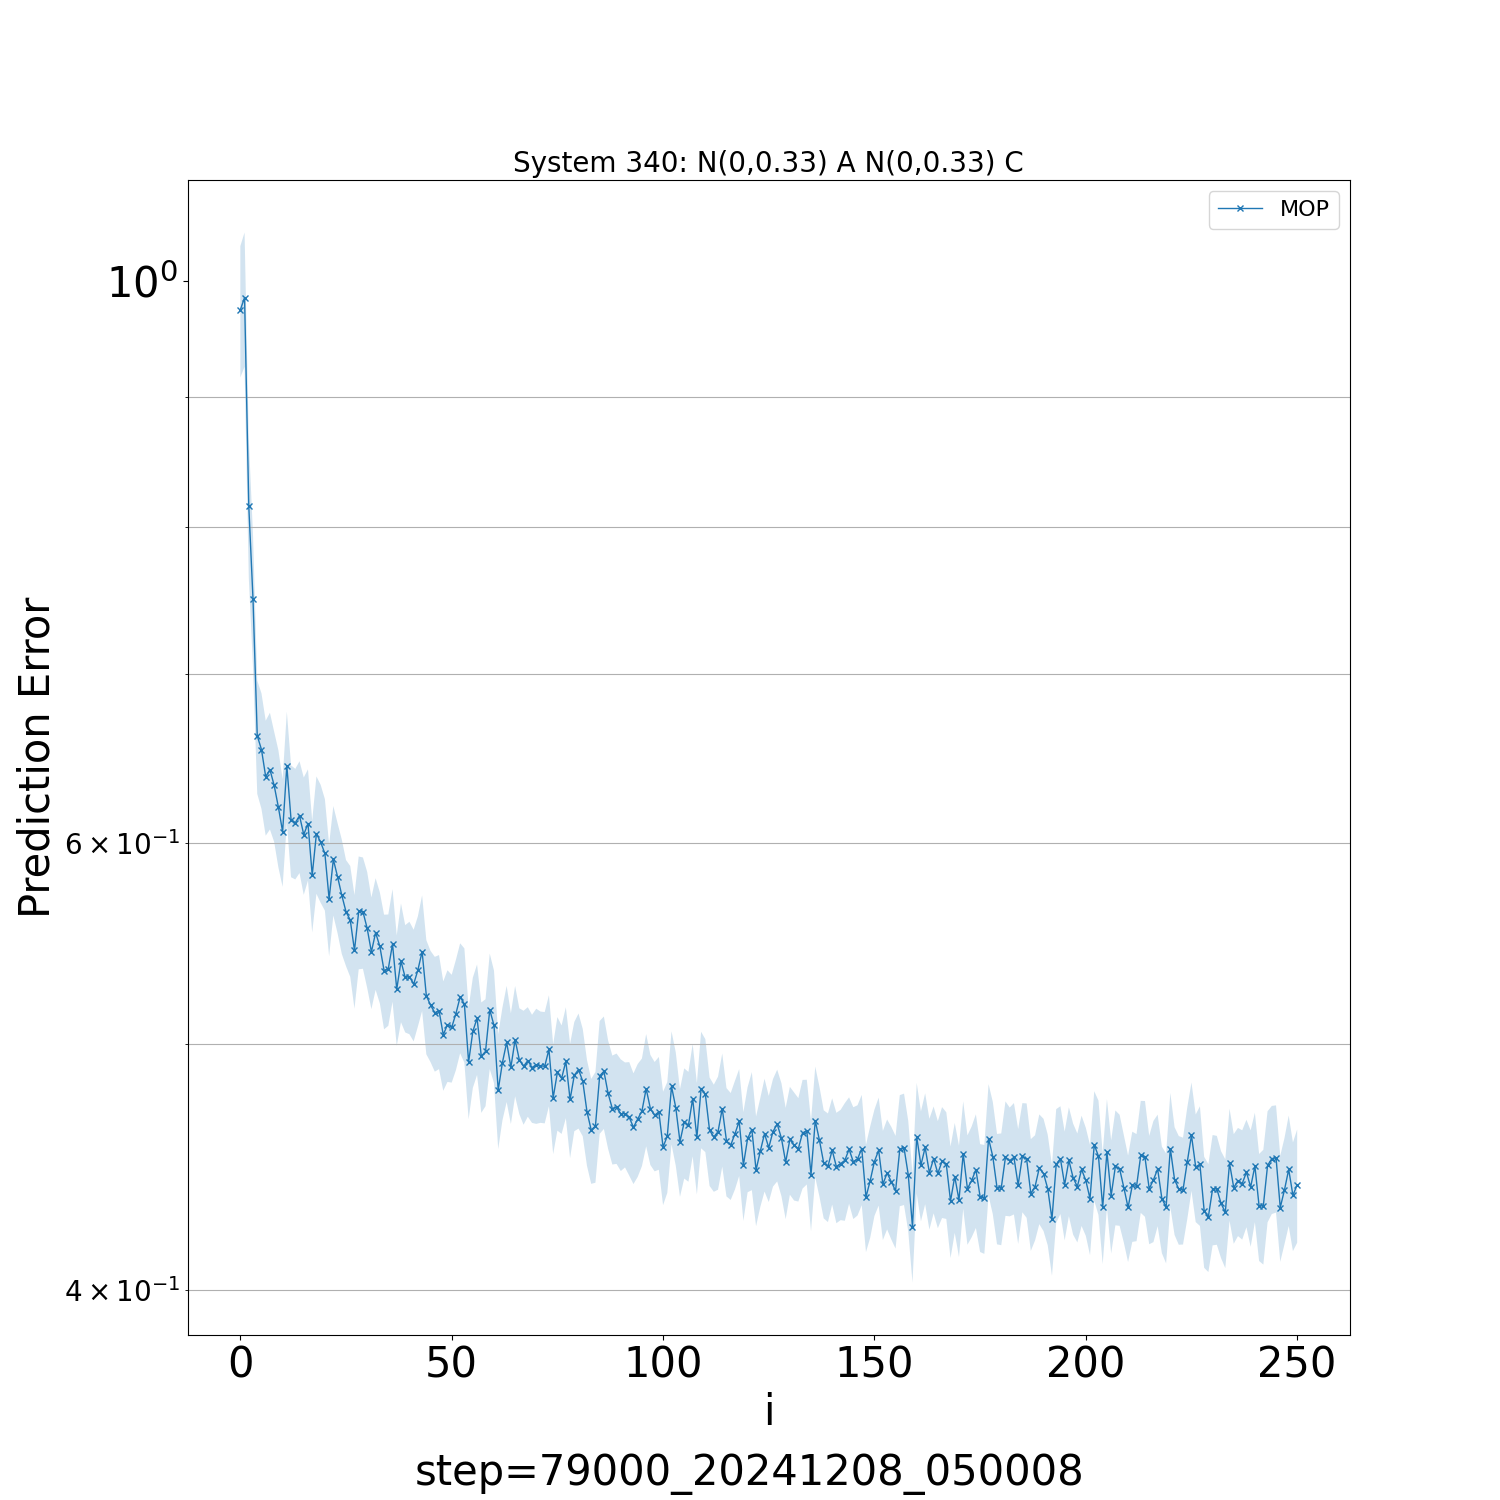 System 340: N(0,0.33) A N(0,0.33) C
MOP
10⁰
6 × 10⁻¹
4 × 10⁻¹
Prediction Error
0 50 100 150 200 250
i
step=79000_20241208_050008